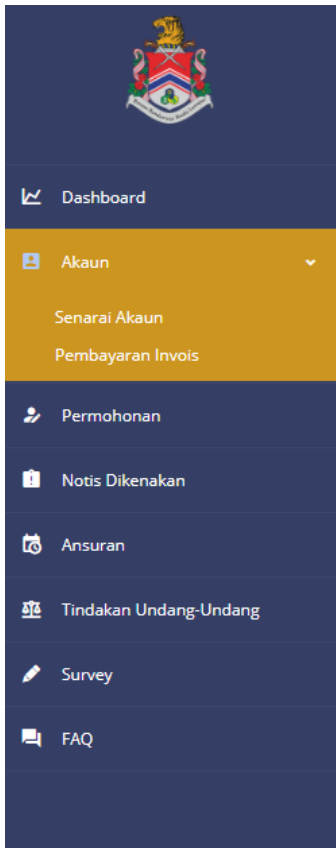 Dashboard
Akaun
Senarai Akaun
Pembayaran Invois
Permohonan
Notis Dikenakan
Ansuran
Tindakan Undang-Undang
Survey
FAQ